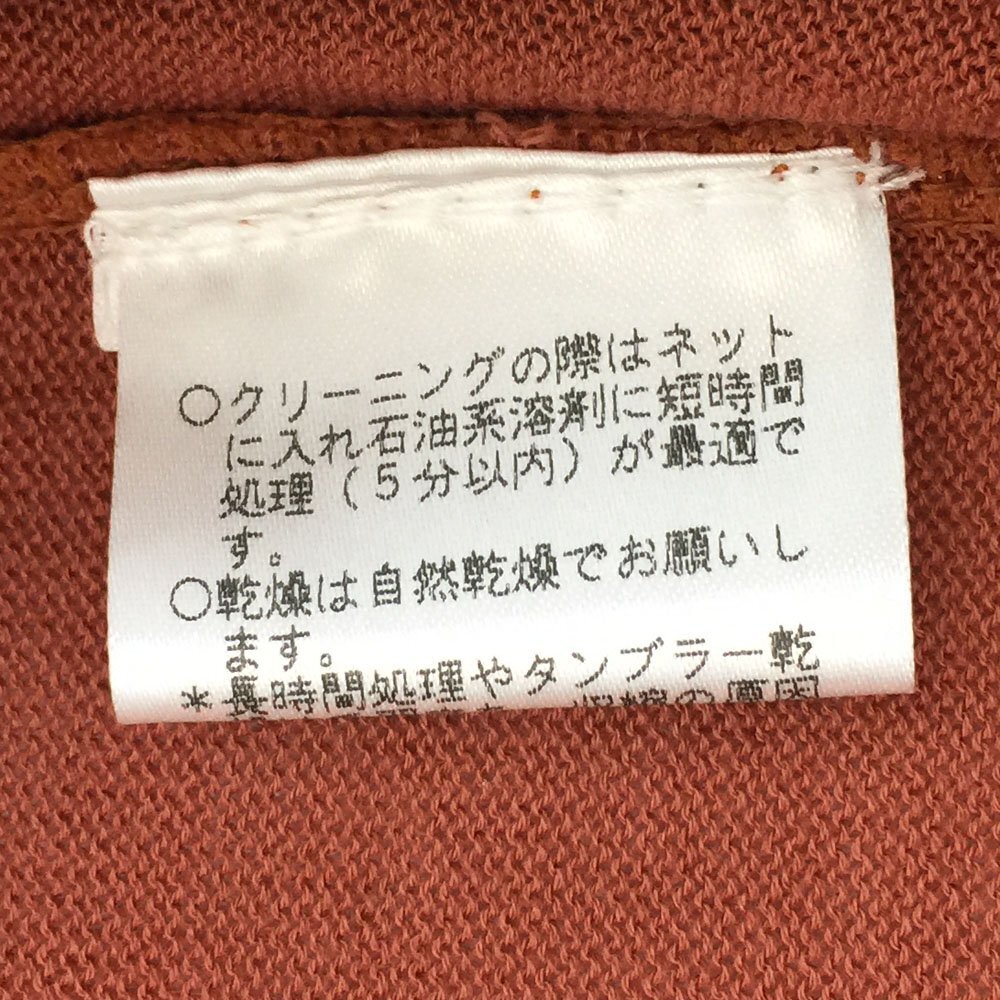 ○クリーニングの際はネット
に入れ石油系溶剤に短時間
処理（5分以内）が最適で
す。
○乾燥は自然乾燥でお願いし
ます。
*長時間処理やタンブラー乾
の原因